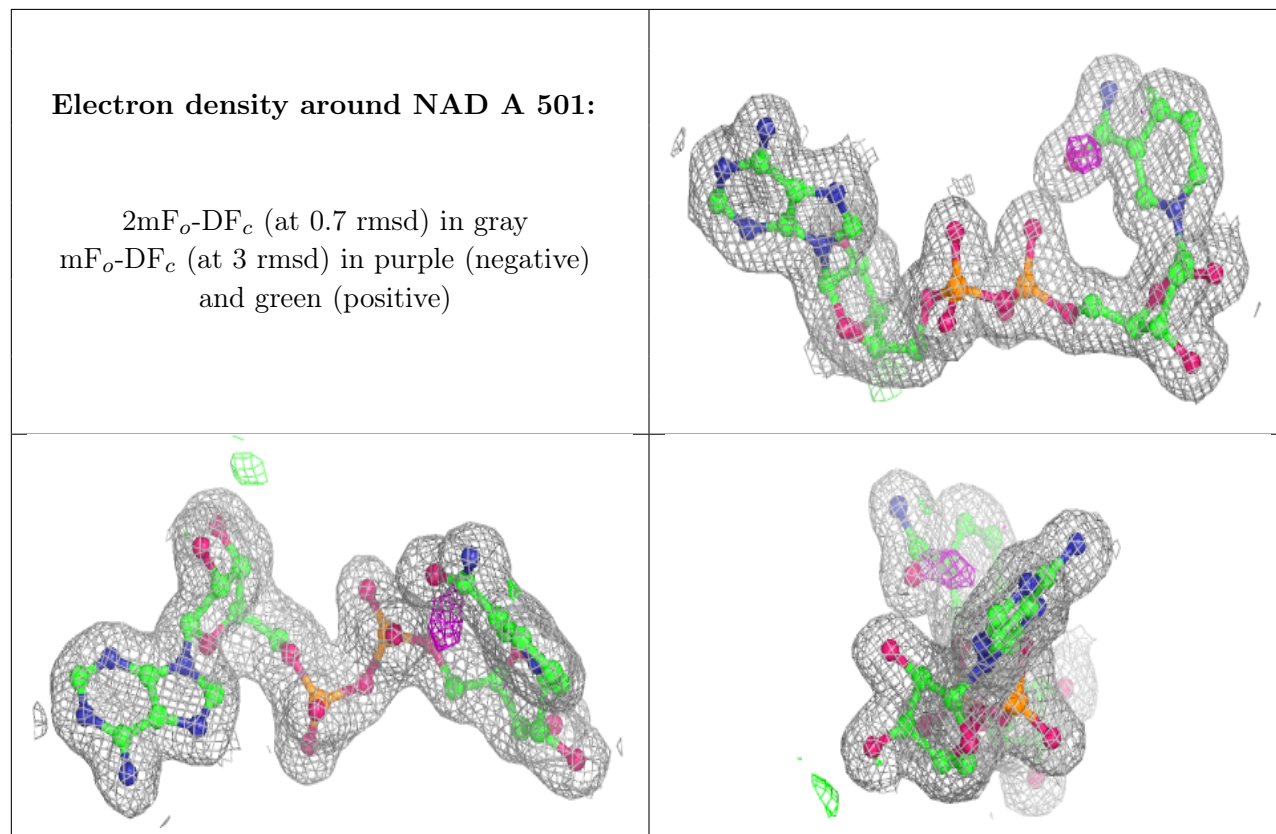 Electron density around NAD A 501:
2mFo-DFc (at 0.7 rmsd) in gray
mFo-DFc (at 3 rmsd) in purple (negative)
and green (positive)